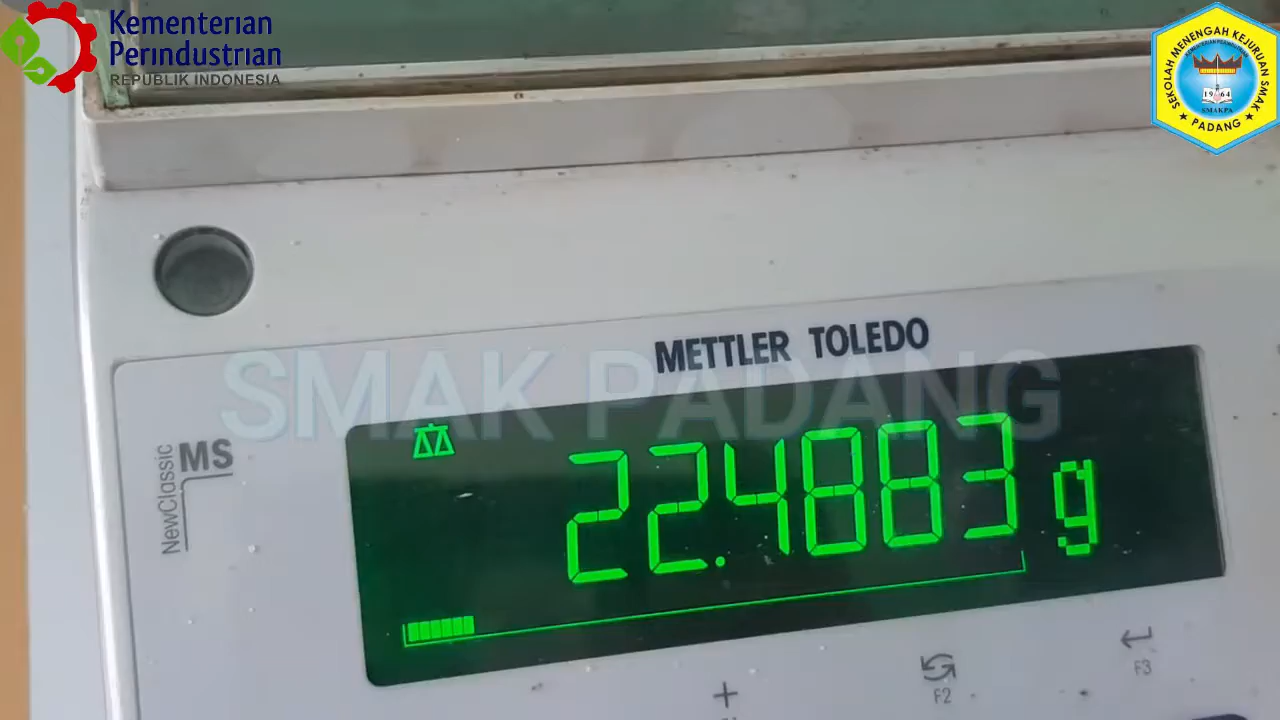 Kementerian
Perindustrian
REPUBLIK INDONESIA
SEKOLAH MENENGAH KEJURUAN SMAK
1964
SMAKPA
★ PADANG ★
METTLER TOLEDO
SMAK PADANG
NewClassic MS
22.4883 g
+
F2
F3